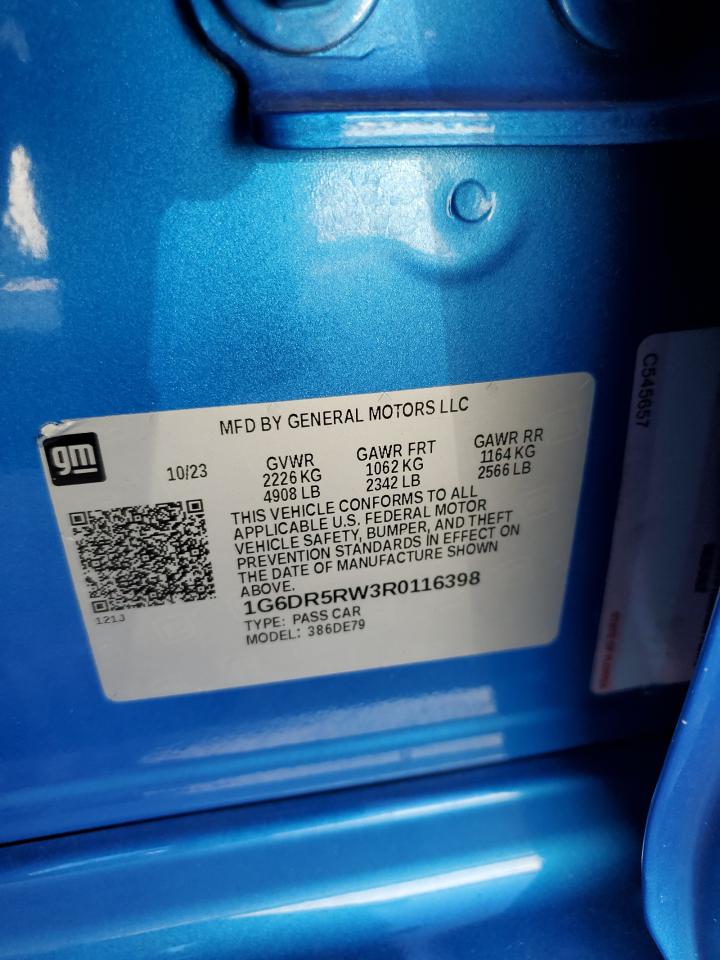 MFD BY GENERAL MOTORS LLC
gm
10/23
GVWR
2226 KG
4908 LB
GAWR FRT
1062 KG
2342 LB
GAWR RR
1164 KG
2566 LB
THIS VEHICLE CONFORMS TO ALL
APPLICABLE U.S. FEDERAL MOTOR
VEHICLE SAFETY, BUMPER, AND THEFT
PREVENTION STANDARDS IN EFFECT ON
THE DATE OF MANUFACTURE SHOWN
ABOVE.
1G6DR5RW3R0116398
TYPE: PASS CAR
MODEL: 386DE79
121J
C545657